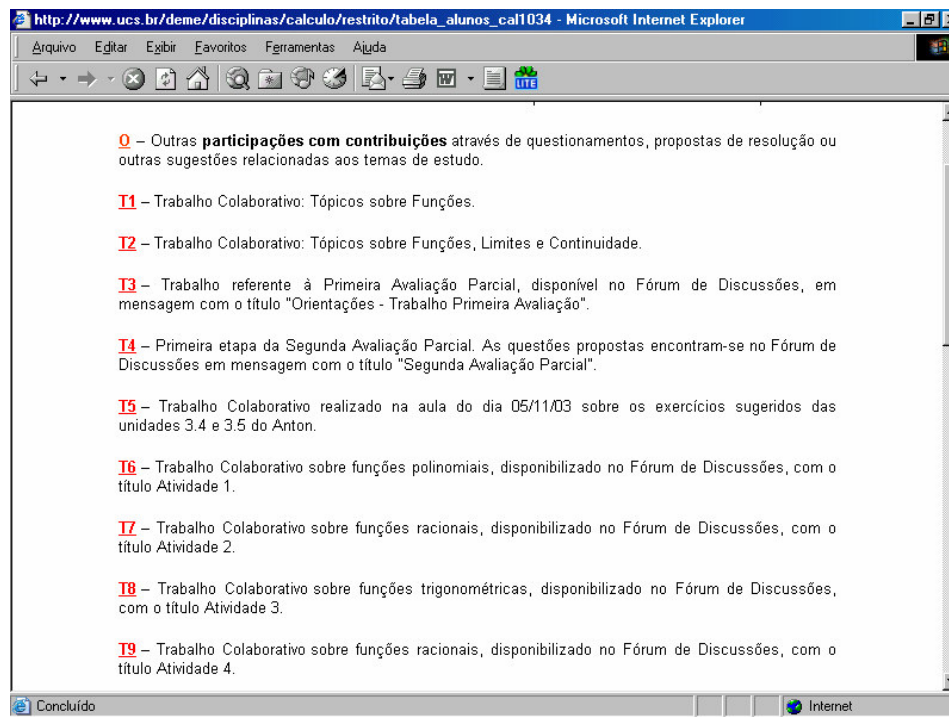 http://www.ucs.br/deme/disciplinas/calculo/restrito/tabela_alunos_cal1034 - Microsoft Internet Explorer
Arquivo Editar Exibir Favoritos Ferramentas Ajuda
LITE
O – Outras participações com contribuições através de questionamentos, propostas de resolução ou
outras sugestões relacionadas aos temas de estudo.
T1 – Trabalho Colaborativo: Tópicos sobre Funções.
T2 – Trabalho Colaborativo: Tópicos sobre Funções, Limites e Continuidade.
T3 – Trabalho referente à Primeira Avaliação Parcial, disponível no Fórum de Discussões, em
mensagem com o título "Orientações - Trabalho Primeira Avaliação".
T4 – Primeira etapa da Segunda Avaliação Parcial. As questões propostas encontram-se no Fórum de
Discussões em mensagem com o título "Segunda Avaliação Parcial".
T5 – Trabalho Colaborativo realizado na aula do dia 05/11/03 sobre os exercícios sugeridos das
unidades 3.4 e 3.5 do Anton.
T6 – Trabalho Colaborativo sobre funções polinomiais, disponibilizado no Fórum de Discussões, com o
título Atividade 1.
T7 – Trabalho Colaborativo sobre funções racionais, disponibilizado no Fórum de Discussões, com o
título Atividade 2.
T8 – Trabalho Colaborativo sobre funções trigonométricas, disponibilizado no Fórum de Discussões,
com o título Atividade 3.
T9 – Trabalho Colaborativo sobre funções racionais, disponibilizado no Fórum de Discussões, com o
título Atividade 4.
Concluído Internet